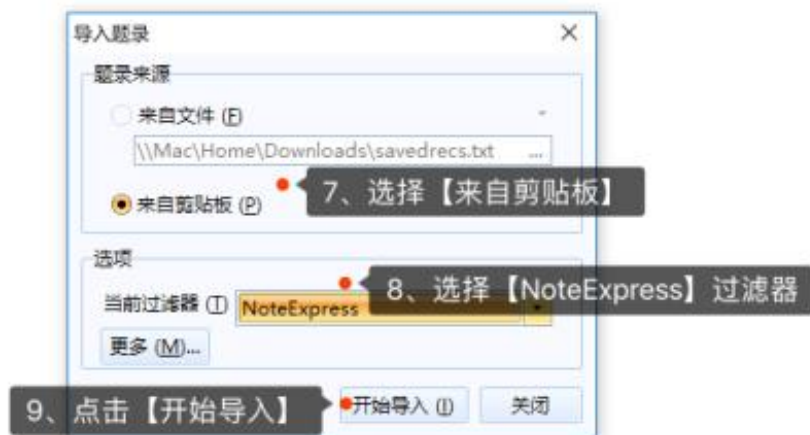 导入题录
题录来源
来自文件 (F)
\\Mac\Home\Downloads\savedrecs.txt ...
来自剪贴板 (P)
7、选择【来自剪贴板】
选项
8、选择【NoteExpress】过滤器
当前过滤器 (T) NoteExpress
更多 (M)...
9、点击【开始导入】
开始导入 (I) 关闭